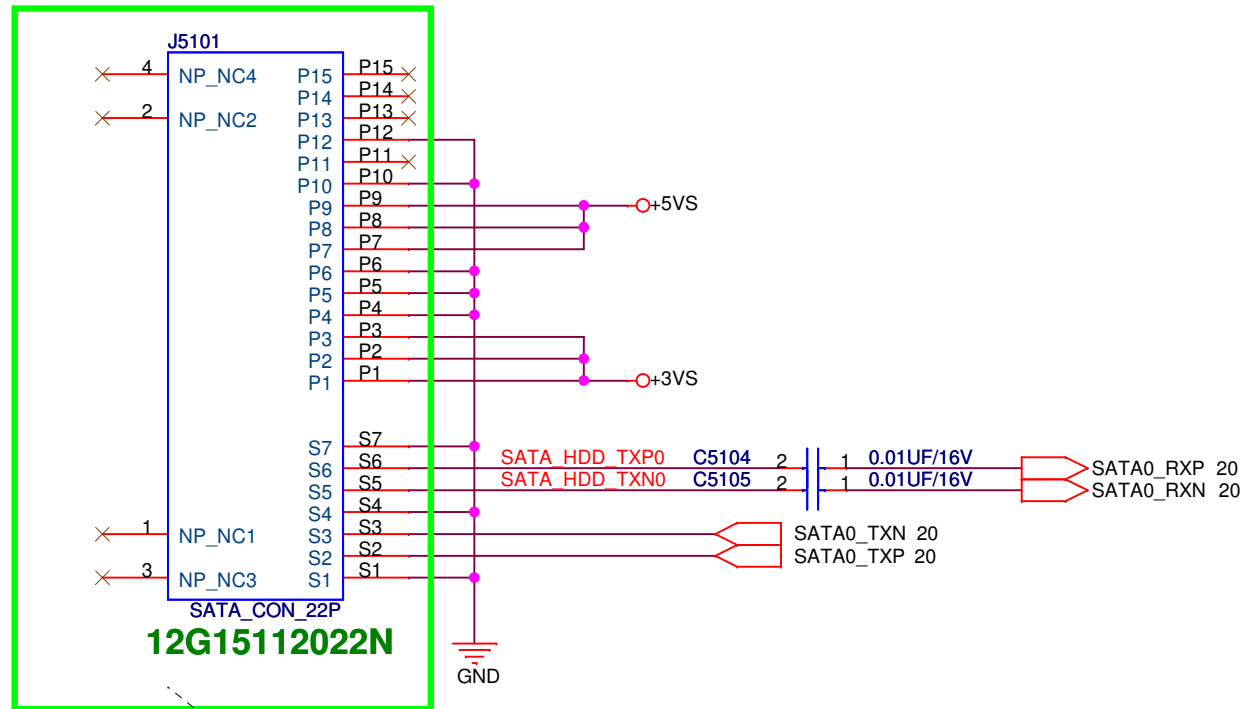 J5101
4 NP_NC4 P15 P15
P14 P14
2 NP_NC2 P13 P13
P12 P12
P11 P11
P10 P10
P9 P9 +5VS
P8 P8
P7 P7
P6 P6
P5 P5
P4 P4
P3 P3
P2 P2
P1 P1 +3VS
S7 S7
S6 S6 SATA_HDD_TXP0 C5104 2 1 0.01UF/16V SATA0_RXP 20
S5 S5 SATA_HDD_TXN0 C5105 2 1 0.01UF/16V SATA0_RXN 20
S4 S4
1 NP_NC1 S3 S3 SATA0_TXN 20
S2 S2 SATA0_TXP 20
3 NP_NC3 S1 S1
SATA_CON_22P
12G15112022N
GND